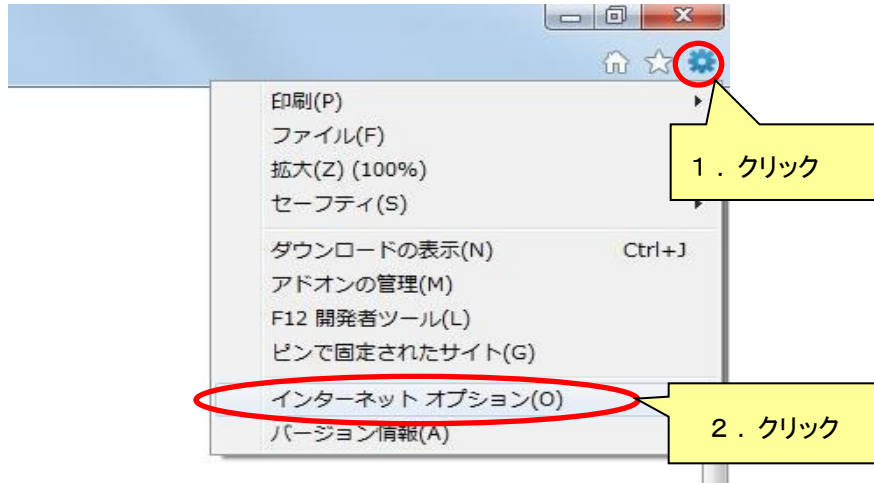 印刷(P)
ファイル(F)
拡大(Z) (100%)
セーフティ(S)
1．クリック
ダウンロードの表示(N) Ctrl+J
アドオンの管理(M)
F12 開発者ツール(L)
ピンで固定されたサイト(G)
インターネット オプション(O)
バージョン情報(A)
2．クリック